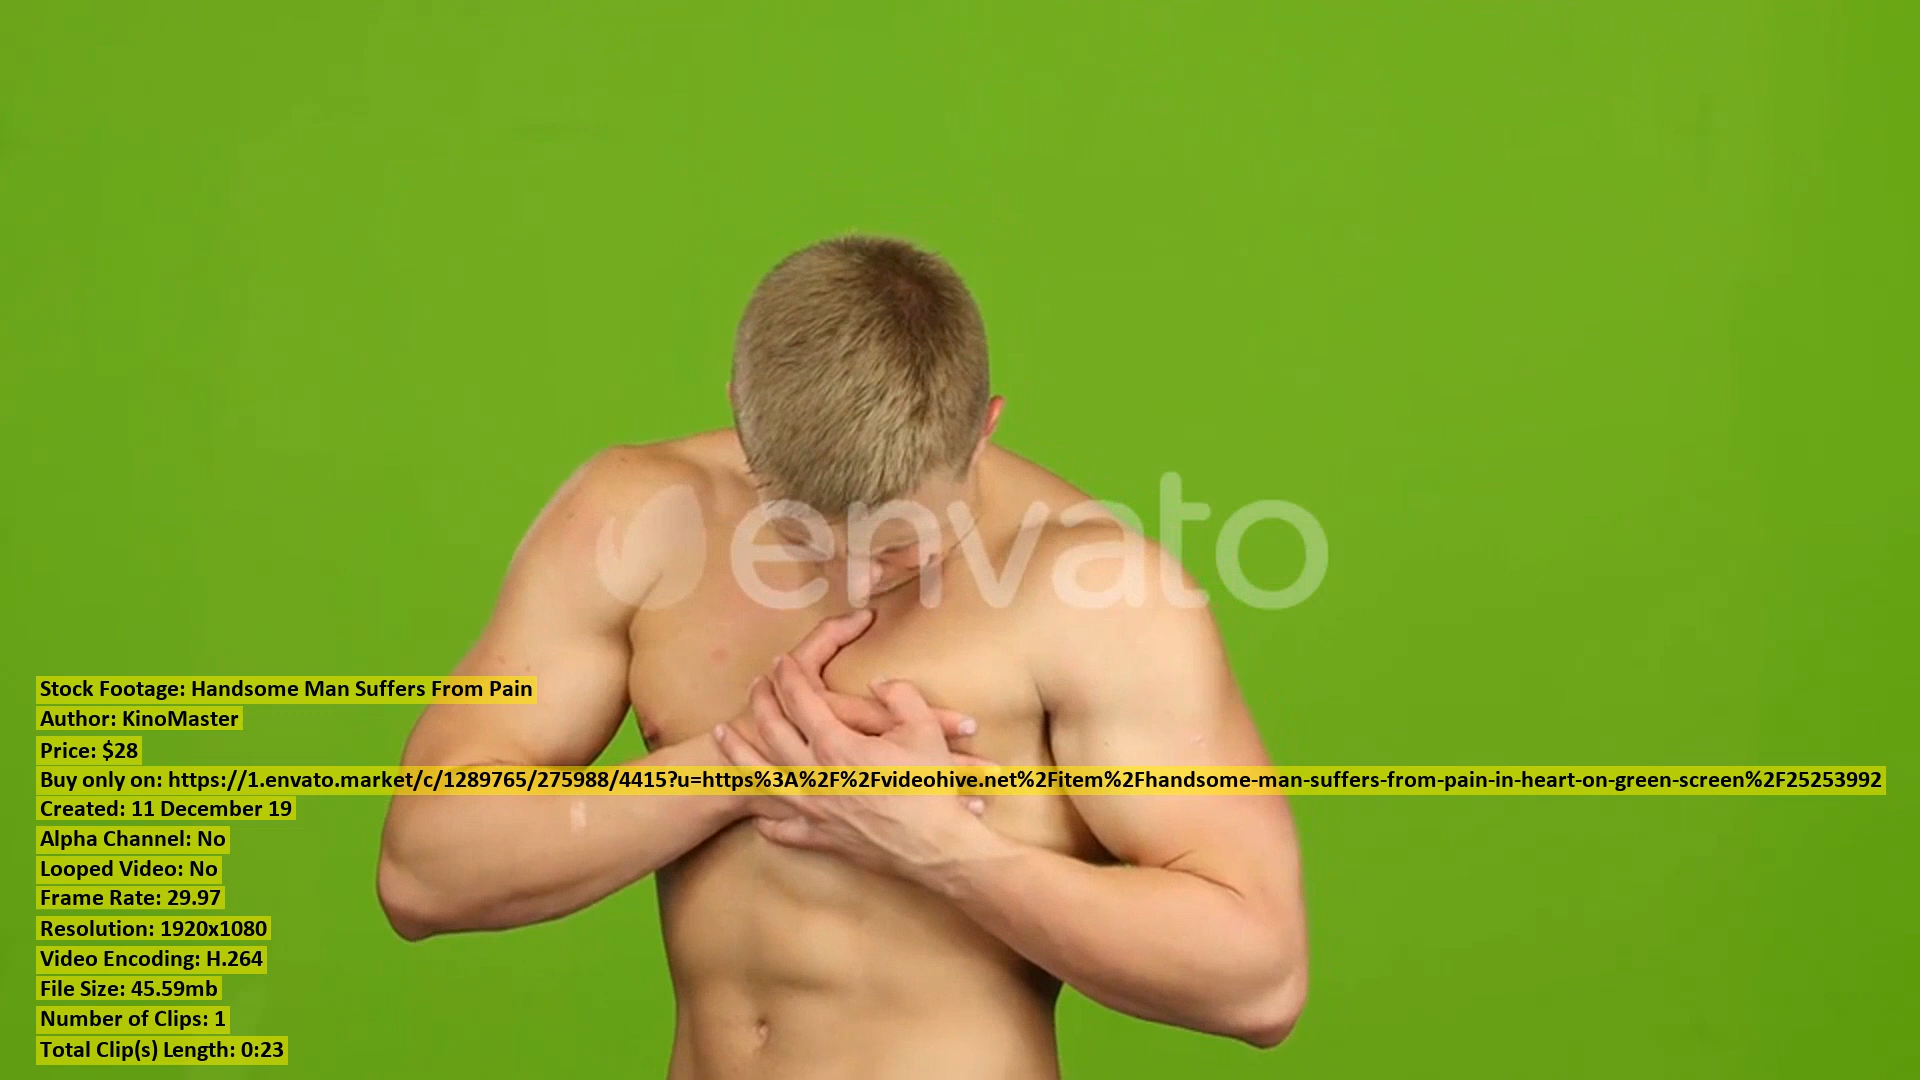 envato
Stock Footage: Handsome Man Suffers From Pain
Author: KinoMaster
Price: $28
Buy only on: https://1.envato.market/c/1289765/275988/4415?u=https%3A%2F%2Fvideohive.net%2Fitem%2Fhandsome-man-suffers-from-pain-in-heart-on-green-screen%2F25253992
Created: 11 December 19
Alpha Channel: No
Looped Video: No
Frame Rate: 29.97
Resolution: 1920x1080
Video Encoding: H.264
File Size: 45.59mb
Number of Clips: 1
Total Clip(s) Length: 0:23